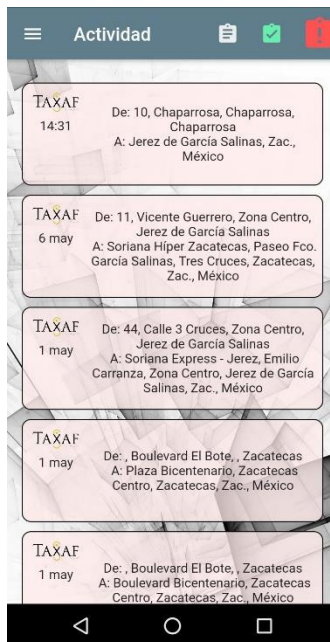 Actividad
TAXAF
14:31
De: 10, Chaparrosa, Chaparrosa,
Chaparrosa
A: Jerez de García Salinas, Zac.,
México
TAXAF
6 may
De: 11, Vicente Guerrero, Zona Centro,
Jerez de García Salinas
A: Soriana Híper Zacatecas, Paseo Fco.
García Salinas, Tres Cruces, Zacatecas,
Zac., México
TAXAF
1 may
De: 44, Calle 3 Cruces, Zona Centro,
Jerez de García Salinas
A: Soriana Express - Jerez, Emilio
Carranza, Zona Centro, Jerez de García
Salinas, Zac., México
TAXAF
1 may
De: , Boulevard El Bote, , Zacatecas
A: Plaza Bicentenario, Zacatecas
Centro, Zacatecas, Zac., México
TAXAF
1 may
De: , Boulevard El Bote, , Zacatecas
A: Boulevard Bicentenario, Zacatecas
Centro, Zacatecas, Zac., México